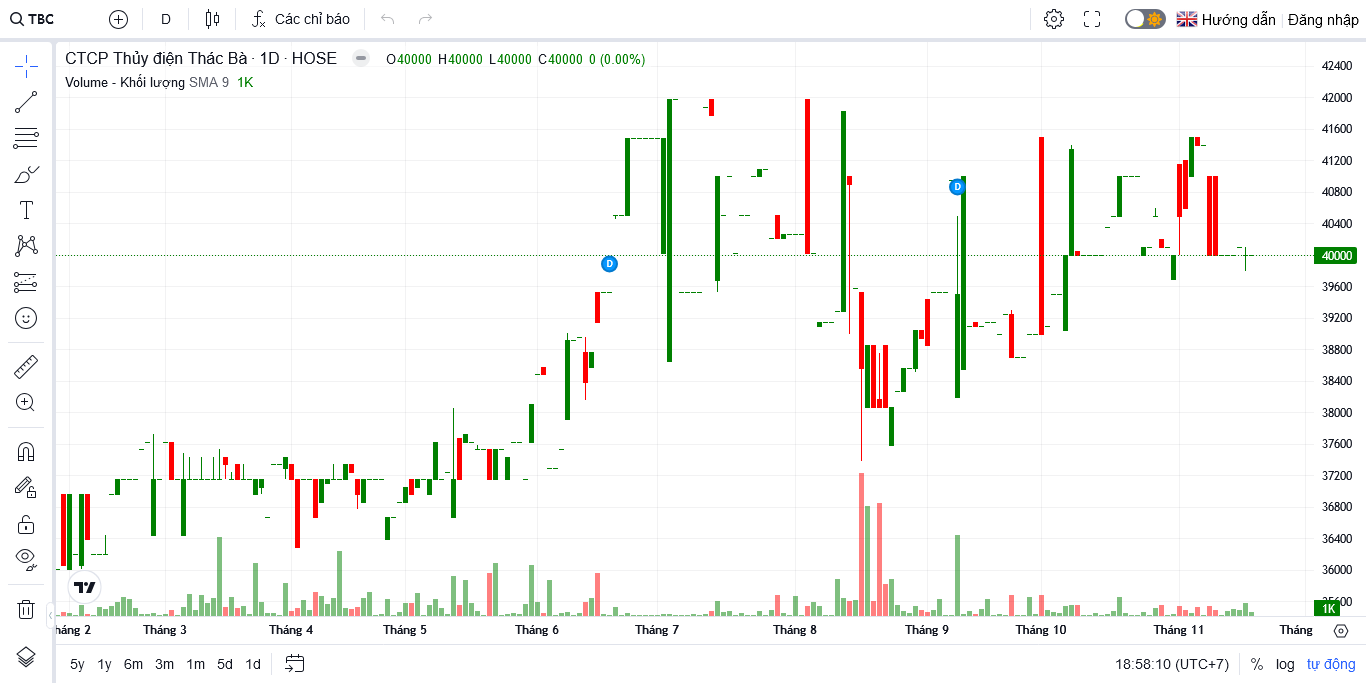 TBC D Các chỉ báo Hướng dẫn Đăng nhập
CTCP Thủy điện Thác Bà · 1D · HOSE O40000 H40000 L40000 C40000 0 (0.00%)
Volume - Khối lượng SMA 9 1K
42400
42000
41600
41200
40800
40400
40000
39600
39200
38800
38400
38000
37600
37200
36800
36400
36000
35600
D
D
1K
háng 2 Tháng 3 Tháng 4 Tháng 5 Tháng 6 Tháng 7 Tháng 8 Tháng 9 Tháng 10 Tháng 11 Tháng
5y 1y 6m 3m 1m 5d 1d 18:58:10 (UTC+7) % log tự động